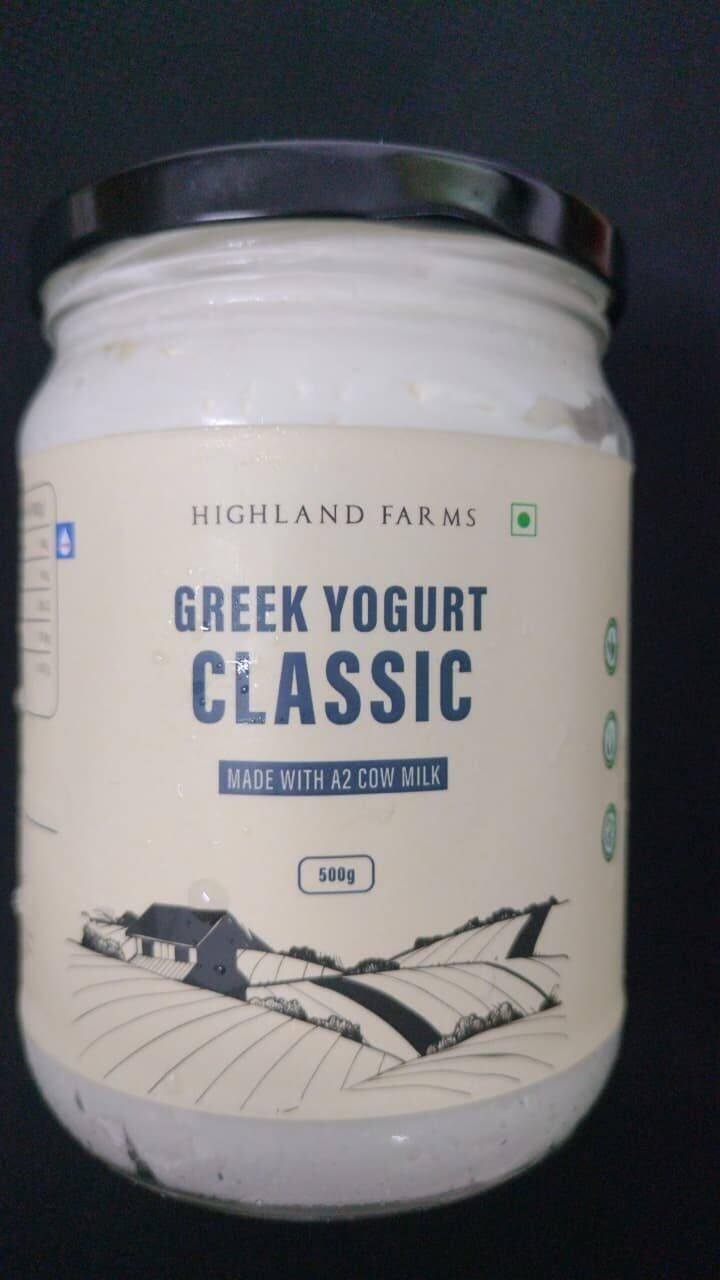 HIGHLAND FARMS
GREEK YOGURT
CLASSIC
MADE WITH A2 COW MILK
500g